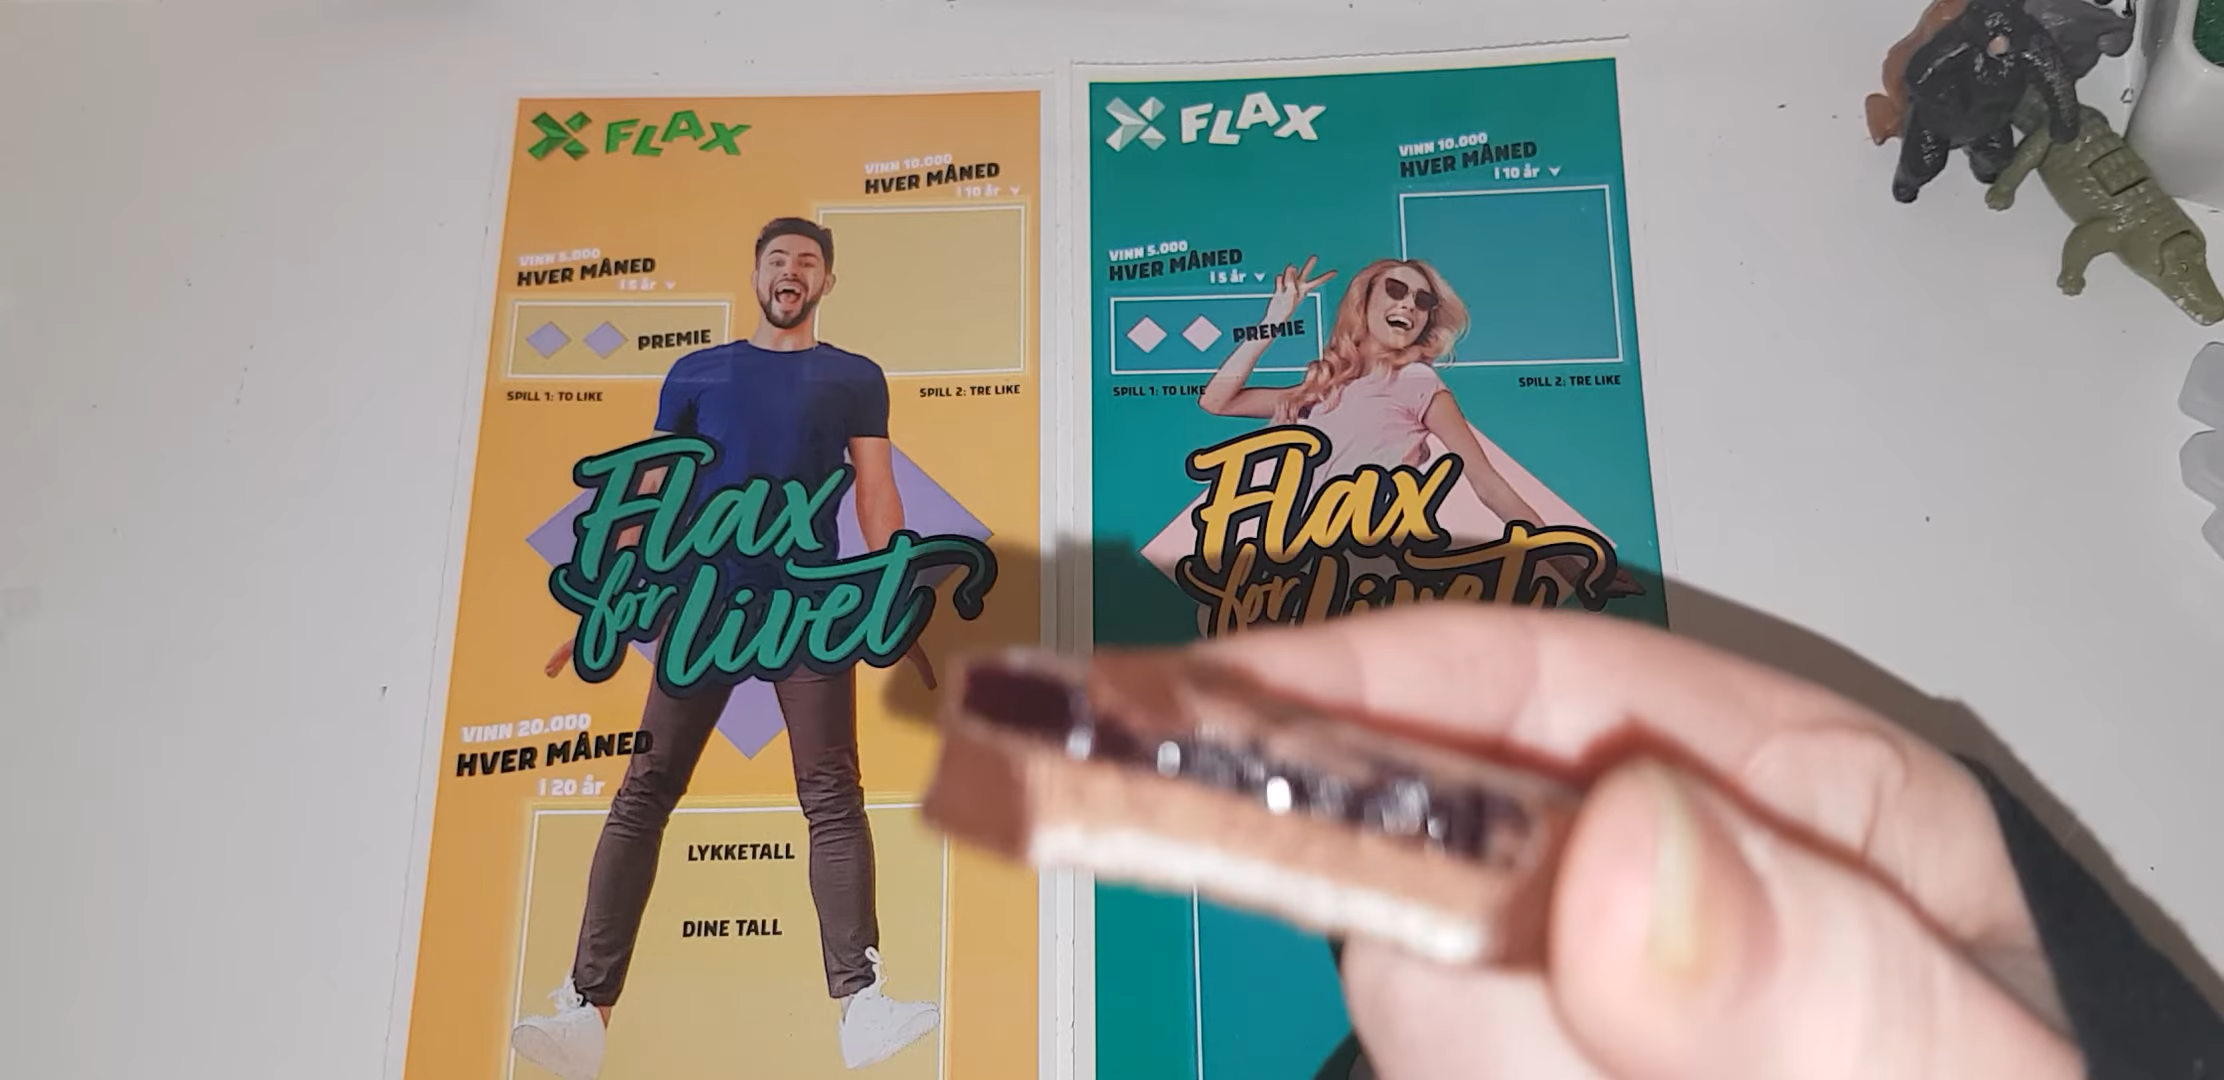 FLAX
VINN 10.000
HVER MÅNED
i 10 år
VINN 5.000
HVER MÅNED
i 5 år
PREMIE
SPILL 1: TO LIKE
SPILL 2: TRE LIKE
Flax
for livet
VINN 20.000
HVER MÅNED
i 20 år
LYKKETALL
DINE TALL
FLAX
VINN 10.000
HVER MÅNED
i 10 år
VINN 5.000
HVER MÅNED
i 5 år
PREMIE
SPILL 1: TO LIKE
SPILL 2: TRE LIKE
Flax
for livet